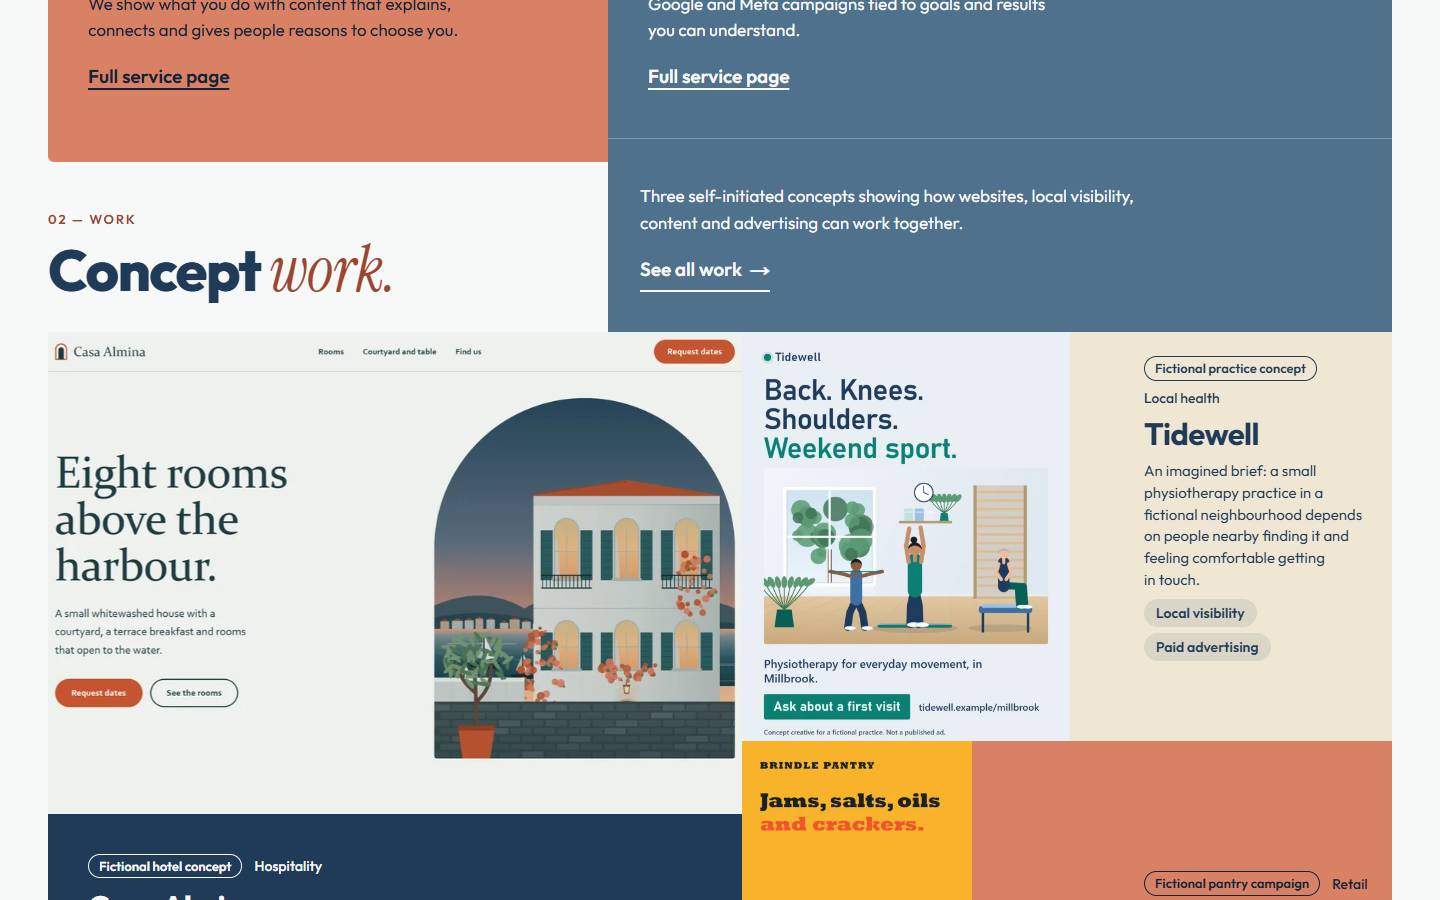 We show what you do with content that explains,
connects and gives people reasons to choose you.
Full service page
Google and Meta campaigns tied to goals and results
you can understand.
Full service page
02 — WORK
Concept work.
Three self-initiated concepts showing how websites, local visibility,
content and advertising can work together.
See all work →
Casa Almina
Rooms
Courtyard and table
Find us
Request dates
Eight rooms
above the
harbour.
A small whitewashed house with a
courtyard, a terrace breakfast and rooms
that open to the water.
Request dates
See the rooms
Fictional hotel concept
Hospitality
Tidewell
Back. Knees.
Shoulders.
Weekend sport.
Physiotherapy for everyday movement, in
Millbrook.
Ask about a first visit
tidewell.example/millbrook
Concept creative for a fictional practice. Not a published ad.
Fictional practice concept
Local health
Tidewell
An imagined brief: a small
physiotherapy practice in a
fictional neighbourhood depends
on people nearby finding it and
feeling comfortable getting
in touch.
Local visibility
Paid advertising
BRINDLE PANTRY
Jams, salts, oils
and crackers.
Fictional pantry campaign
Retail